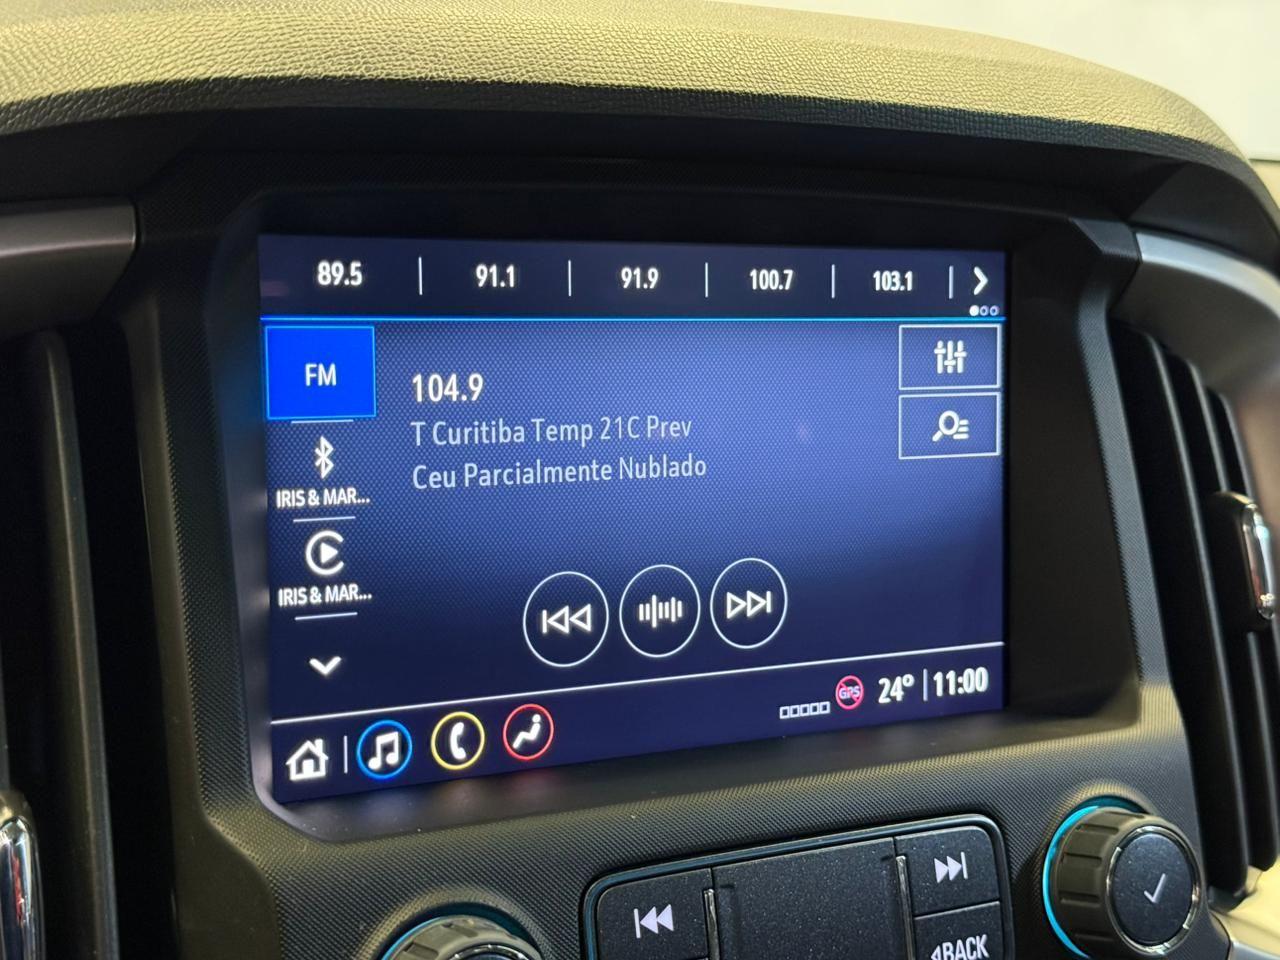 89.5 | 91.1 | 91.9 | 100.7 | 103.1
FM
104.9
T Curitiba Temp 21C Prev
Ceu Parcialmente Nublado
IRIS & MAR...
IRIS & MAR...
GPS 24° 11:00
BACK